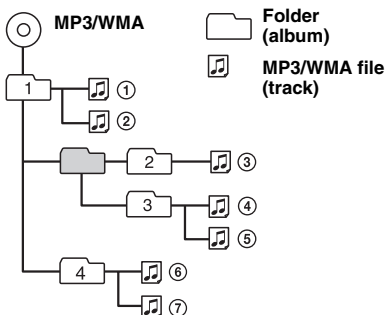 MP3/WMA
Folder
(album)
MP3/WMA file
(track)
1
①
②
2
③
3
④
⑤
4
⑥
⑦